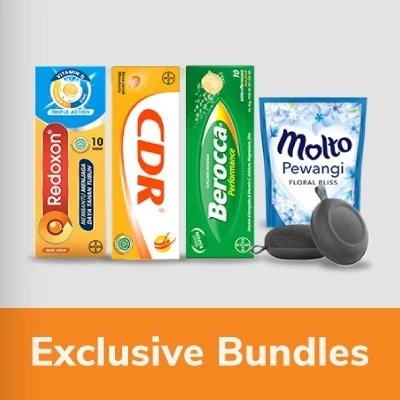 VITAMIN D
TRIPLE ACTION
Redoxon®
10
MEMBANTU MENJAGA
DAYA TAHAN TUBUH
CDR®
10
Berocca®
Performance
Molto
Pewangi
FLORAL BLISS
Exclusive Bundles